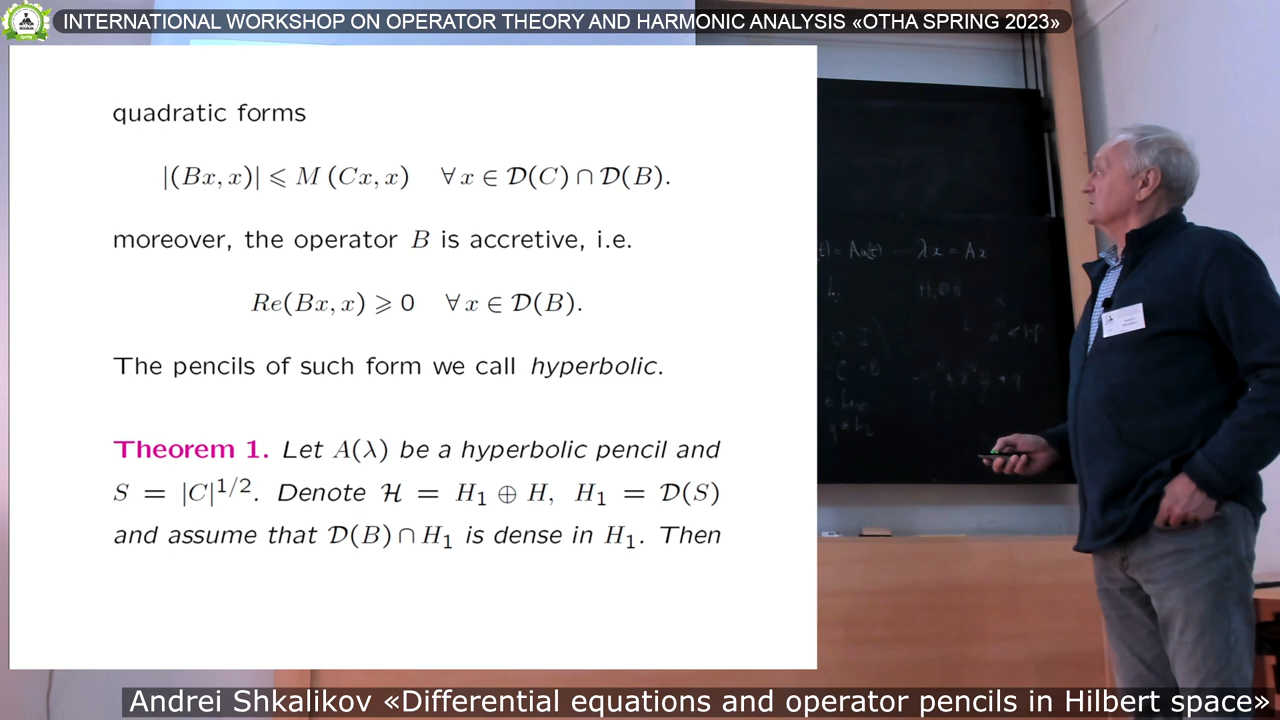 INTERNATIONAL WORKSHOP ON OPERATOR THEORY AND HARMONIC ANALYSIS «OTHA SPRING 2023»
quadratic forms
|(Bx, x)| ⩽ M (Cx, x) ∀ x ∈ 𝒟(C) ∩ 𝒟(B).
moreover, the operator B is accretive, i.e.
Re(Bx, x) ⩾ 0 ∀ x ∈ 𝒟(B).
The pencils of such form we call hyperbolic.
Theorem 1. Let A(λ) be a hyperbolic pencil and
S = |C|^{1/2}. Denote ℋ = H₁ ⊕ H, H₁ = 𝒟(S)
and assume that 𝒟(B) ∩ H₁ is dense in H₁. Then
λx = Ax
Andrei Shkalikov «Differential equations and operator pencils in Hilbert space»